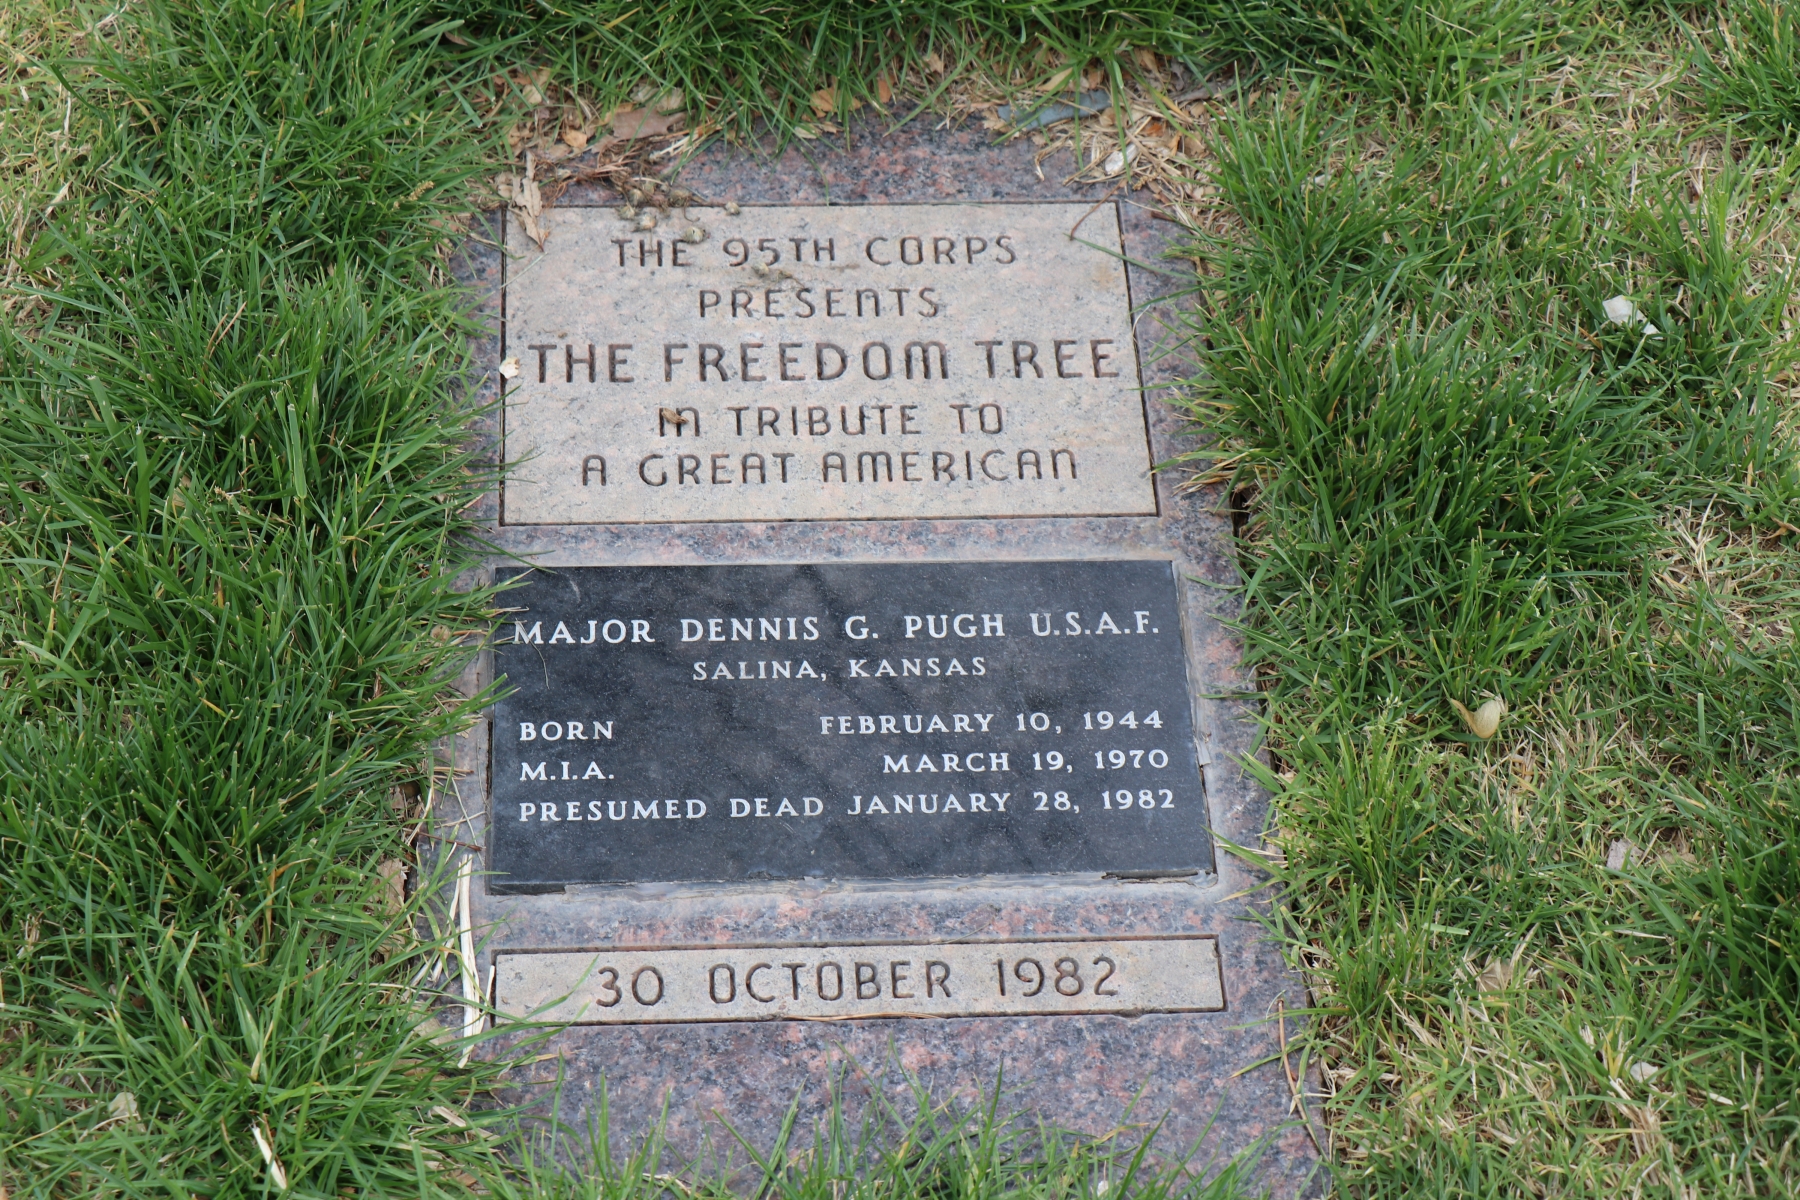 THE 95TH CORPS
PRESENTS
THE FREEDOM TREE
IN TRIBUTE TO
A GREAT AMERICAN
MAJOR DENNIS G. PUGH U.S.A.F.
SALINA, KANSAS
BORN FEBRUARY 10, 1944
M.I.A. MARCH 19, 1970
PRESUMED DEAD JANUARY 28, 1982
30 OCTOBER 1982